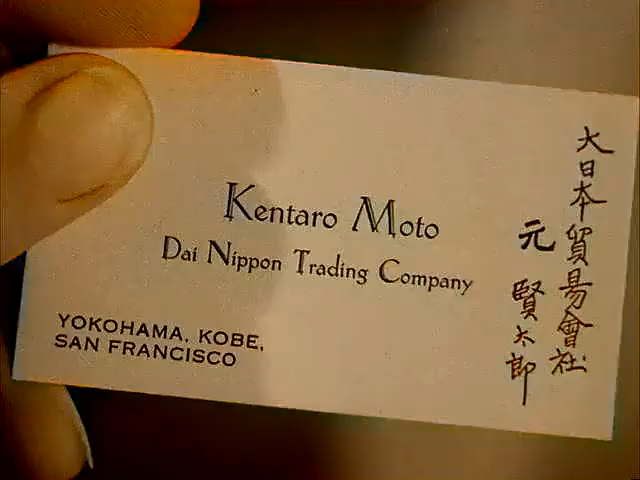 Kentaro Moto
Dai Nippon Trading Company
YOKOHAMA, KOBE,
SAN FRANCISCO
大日本貿易會社
元 賢太郎